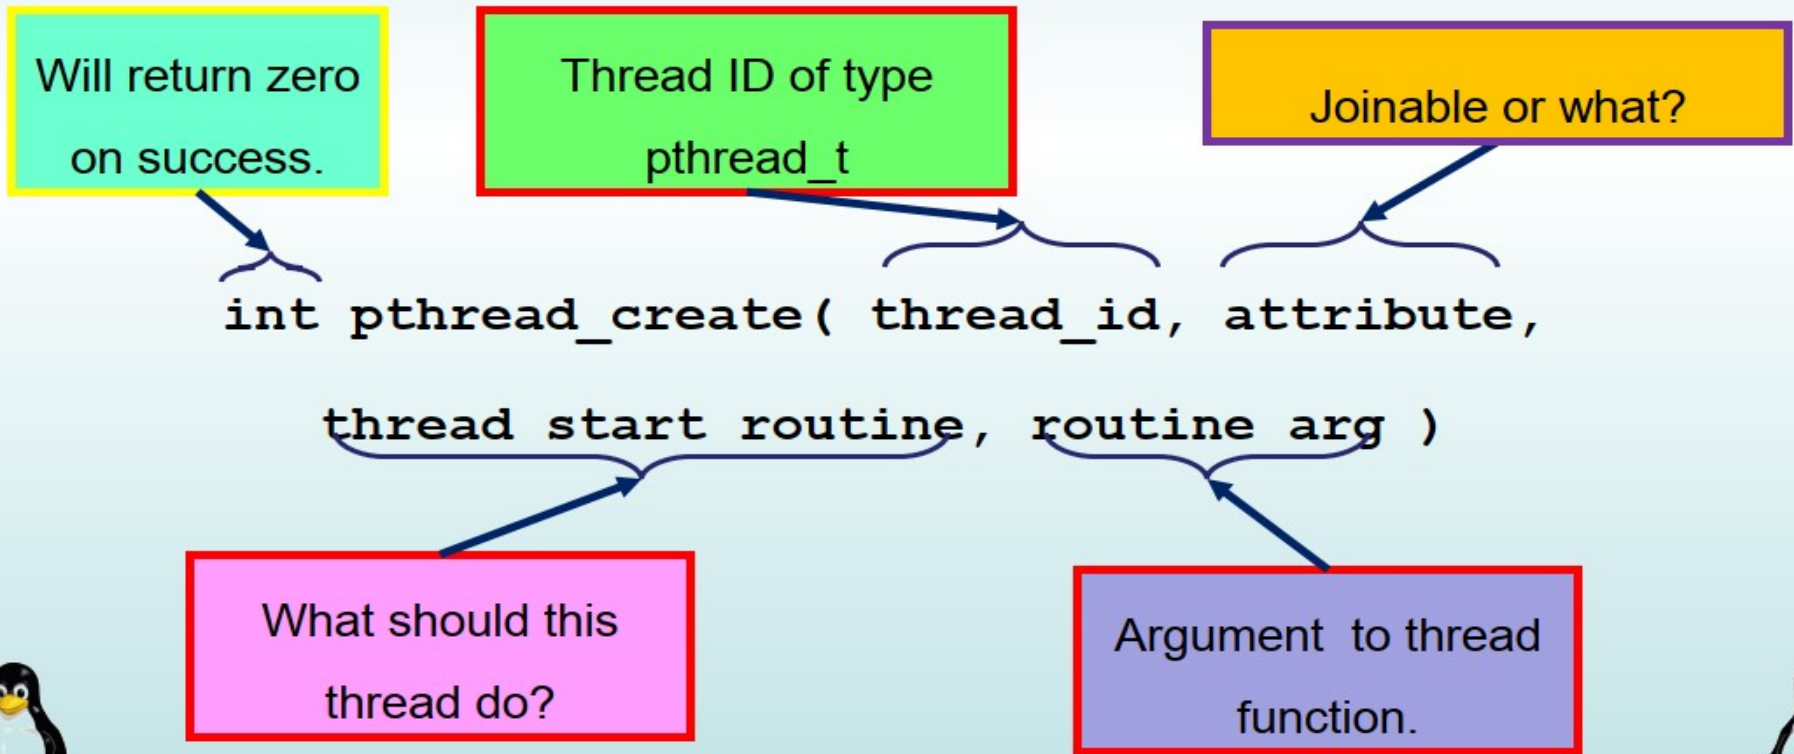 Will return zero
on success.
Thread ID of type
pthread_t
Joinable or what?
int pthread_create( thread_id, attribute,
thread start routine, routine arg )
What should this
thread do?
Argument to thread
function.